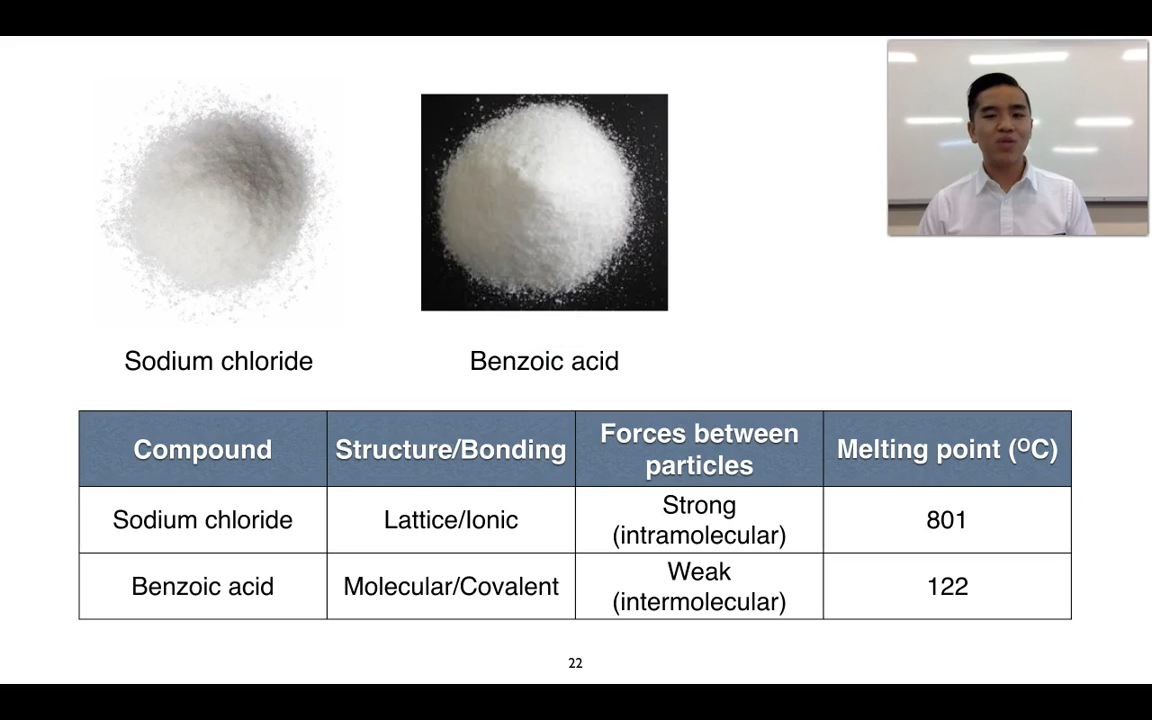 Sodium chloride
Benzoic acid
Compound
Structure/Bonding
Forces between
particles
Melting point (ᴼC)
Sodium chloride
Lattice/Ionic
Strong
(intramolecular)
801
Benzoic acid
Molecular/Covalent
Weak
(intermolecular)
122
22